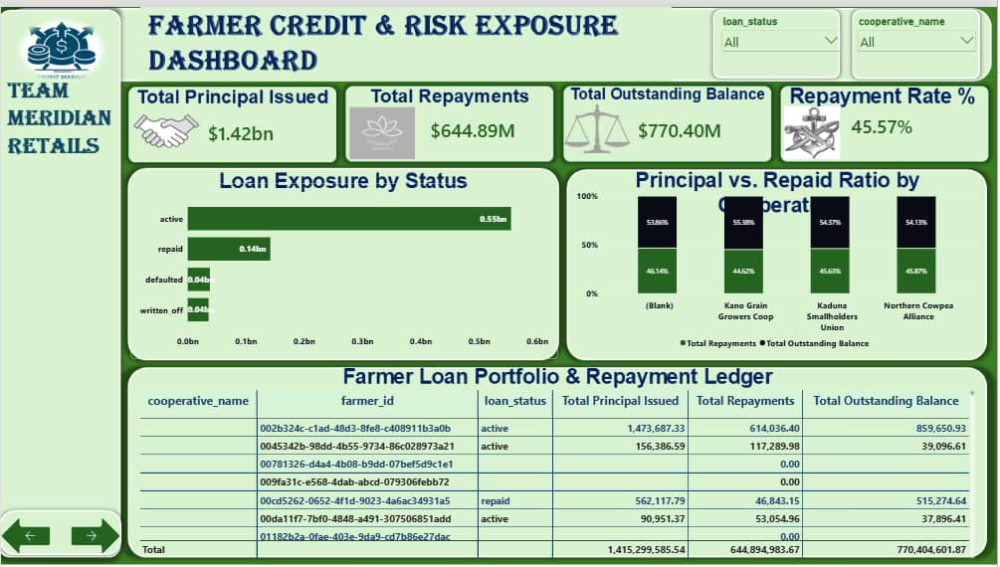 FARMER CREDIT & RISK EXPOSURE
DASHBOARD
loan_status
All
cooperative_name
All
TEAM
MERIDIAN
RETAILS
Total Principal Issued
$1.42bn
Total Repayments
$644.89M
Total Outstanding Balance
$770.40M
Repayment Rate %
45.57%
Loan Exposure by Status
active
0.55bn
repaid
0.14bn
defaulted
0.04b
written_off
0.04b
0.0bn 0.1bn 0.2bn 0.3bn 0.4bn 0.5bn 0.6bn
Principal vs. Repaid Ratio by
100%
50%
0%
53.86% 55.38% 54.37% 54.13%
46.14% 44.62% 45.63% 45.87%
(Blank) Kano Grain Kaduna Northern Cowpea
Growers Coop Smallholders Alliance
Union
Total Repayments Total Outstanding Balance
Farmer Loan Portfolio & Repayment Ledger
cooperative_name farmer_id loan_status Total Principal Issued Total Repayments Total Outstanding Balance
002b324c-c1ad-48d3-8fe8-c408911b3a0b active 1,473,687.33 614,036.40 859,650.93
0045342b-98dd-4b55-9734-86c028973a21 active 156,386.59 117,289.98 39,096.61
00781326-d4a4-4b08-b9dd-07bef5d9c1e1 0.00
009fa31c-e568-4dab-abcd-079306febb72 0.00
00cd5262-0652-4f1d-9023-4a6ac34931a5 repaid 562,117.79 46,843.15 515,274.64
00da11f7-7bf0-4848-a491-307506851add active 90,951.37 53,054.96 37,896.41
01182b2a-0fae-403e-9da9-cd7b86e27dac 0.00
Total 1,415,299,585.54 644,894,983.67 770,404,601.87